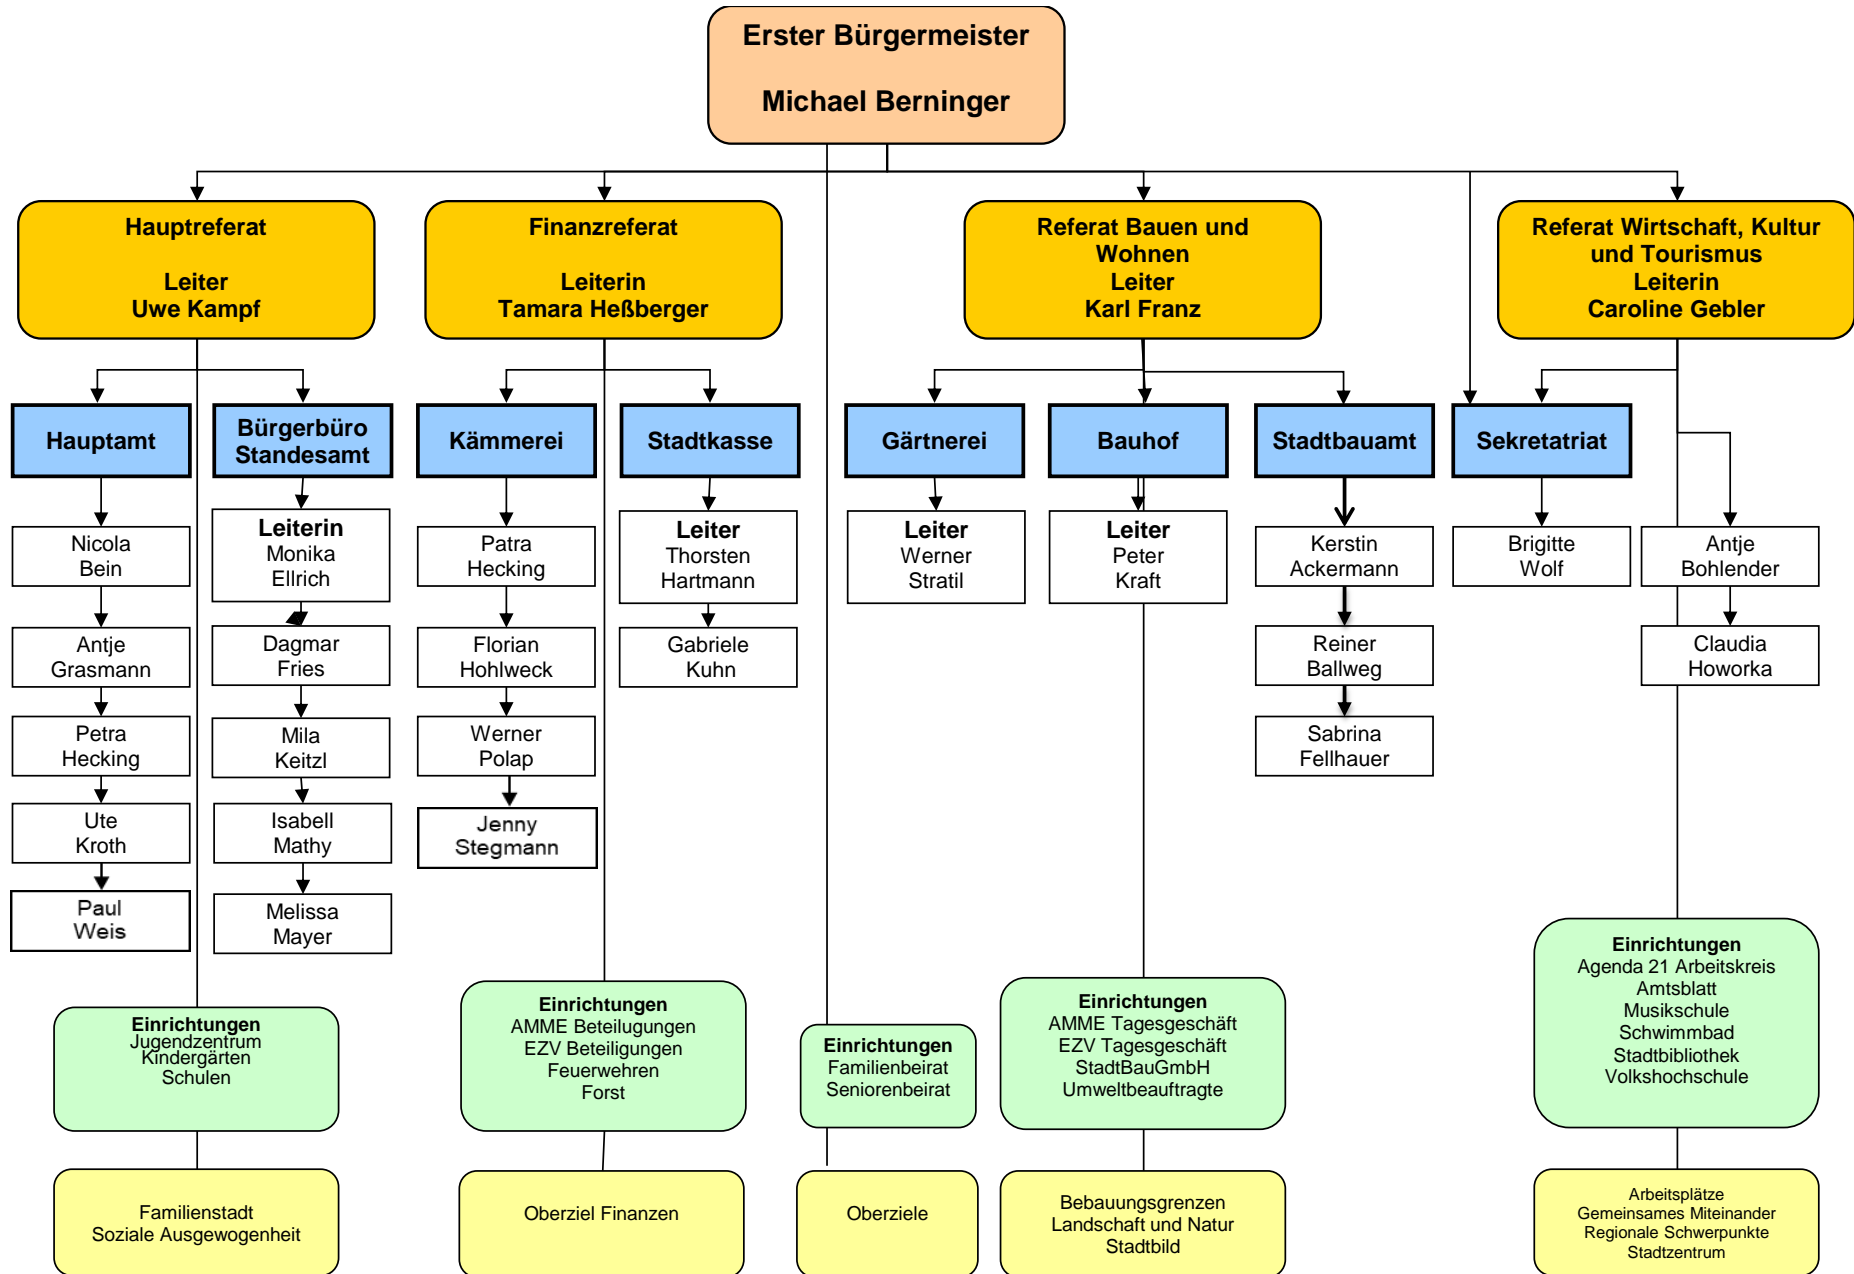 Erster Bürgermeister
Michael Berninger
Hauptreferat
Leiter
Uwe Kampf
Finanzreferat
Leiterin
Tamara Heßberger
Referat Bauen und
Wohnen
Leiter
Karl Franz
Referat Wirtschaft, Kultur
und Tourismus
Leiterin
Caroline Gebler
Hauptamt
Bürgerbüro
Standesamt
Kämmerei
Stadtkasse
Gärtnerei
Bauhof
Stadtbauamt
Sekretatriat
Nicola
Bein
Antje
Grasmann
Petra
Hecking
Ute
Kroth
Paul
Weis
Leiterin
Monika
Ellrich
Dagmar
Fries
Mila
Keitzl
Isabell
Mathy
Melissa
Mayer
Patra
Hecking
Florian
Hohlweck
Werner
Polap
Jenny
Stegmann
Leiter
Thorsten
Hartmann
Gabriele
Kuhn
Leiter
Werner
Stratil
Leiter
Peter
Kraft
Kerstin
Ackermann
Reiner
Ballweg
Sabrina
Fellhauer
Brigitte
Wolf
Antje
Bohlender
Claudia
Howorka
Einrichtungen
Jugendzentrum
Kindergärten
Schulen
Einrichtungen
AMME Beteilugungen
EZV Beteiligungen
Feuerwehren
Forst
Einrichtungen
Familienbeirat
Seniorenbeirat
Einrichtungen
AMME Tagesgeschäft
EZV Tagesgeschäft
StadtBauGmbH
Umweltbeauftragte
Einrichtungen
Agenda 21 Arbeitskreis
Amtsblatt
Musikschule
Schwimmbad
Stadtbibliothek
Volkshochschule
Familienstadt
Soziale Ausgewogenheit
Oberziel Finanzen
Oberziele
Bebauungsgrenzen
Landschaft und Natur
Stadtbild
Arbeitsplätze
Gemeinsames Miteinander
Regionale Schwerpunkte
Stadtzentrum